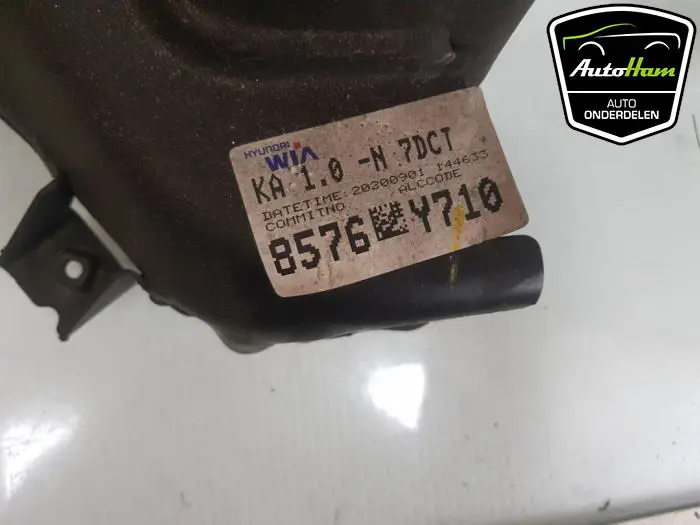 AutoHam
AUTO
ONDERDELEN
HYUNDAI
WIA
KA 1.0 -N 7DCT
DATETIME:20200901 144633
COMMITNO ALCCODE
8576 Y710